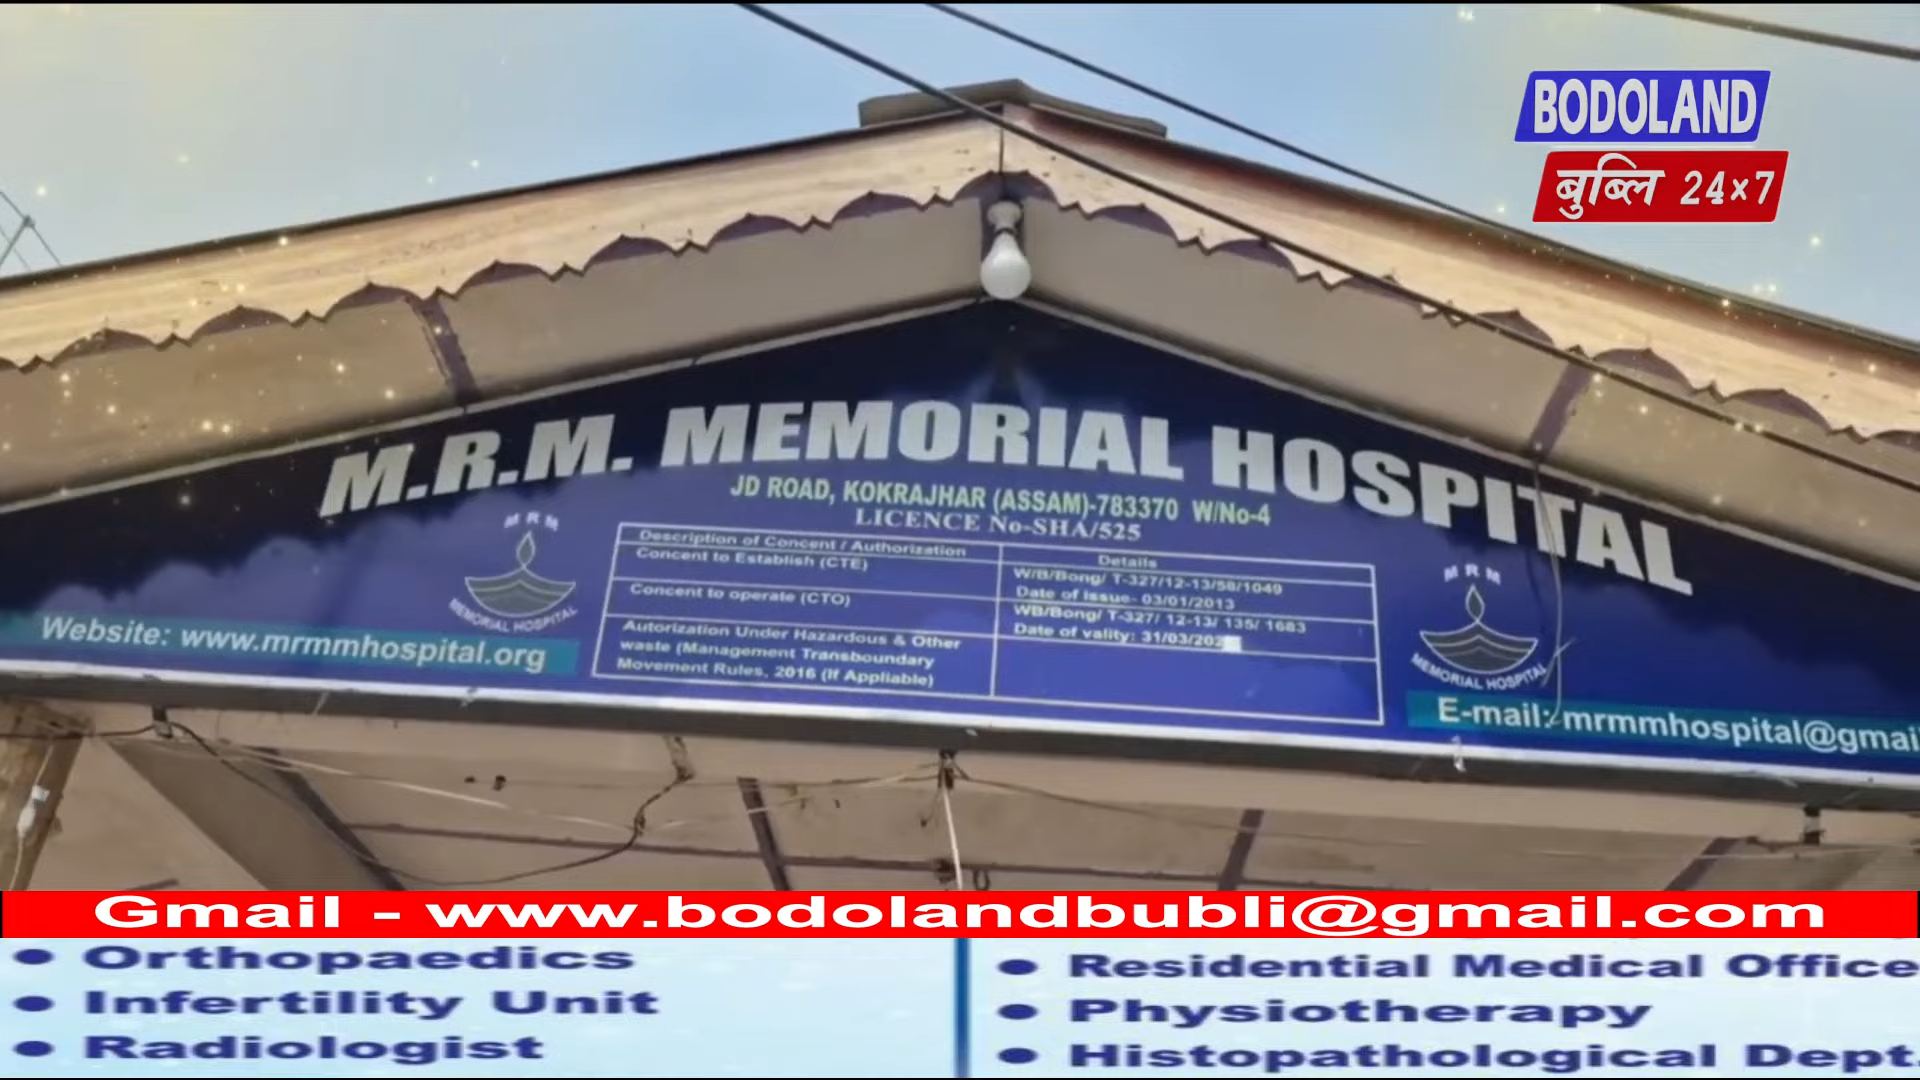 BODOLAND
बुब्लि 24×7
M.R.M. MEMORIAL HOSPITAL
JD ROAD, KOKRAJHAR (ASSAM)-783370 W/No-4
LICENCE No-SHA/525
Description of Concent / Authorization
Details
Concent to Establish (CTE)
W/B/Bong/ T-327/12-13/58/1049
Date of issue- 03/01/2013
Concent to operate (CTO)
WB/Bong/ T-327/ 12-13/ 135/ 1683
Date of vality: 31/03/202
Autorization Under Hazardous & Other
waste (Management Transboundary
Movement Rules, 2016 (If Appliable)
M R M
MEMORIAL HOSPITAL
M R M
MEMORIAL HOSPITAL
Website: www.mrmmhospital.org
E-mail: mrmmhospital@gmai
Gmail - www.bodolandbubli@gmail.com
• Orthopaedics
• Infertility Unit
• Radiologist
• Residential Medical Office
• Physiotherapy
• Histopathological Dept.